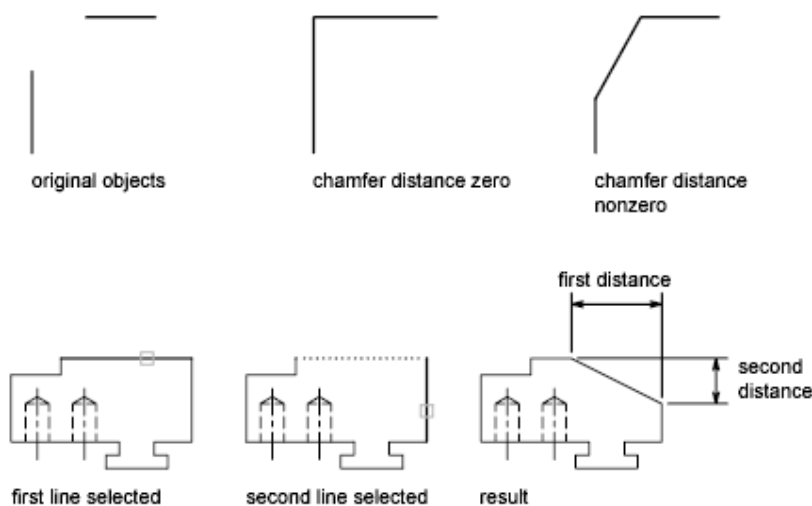 original objects
chamfer distance zero
chamfer distance
nonzero
first distance
second
distance
first line selected
second line selected
result